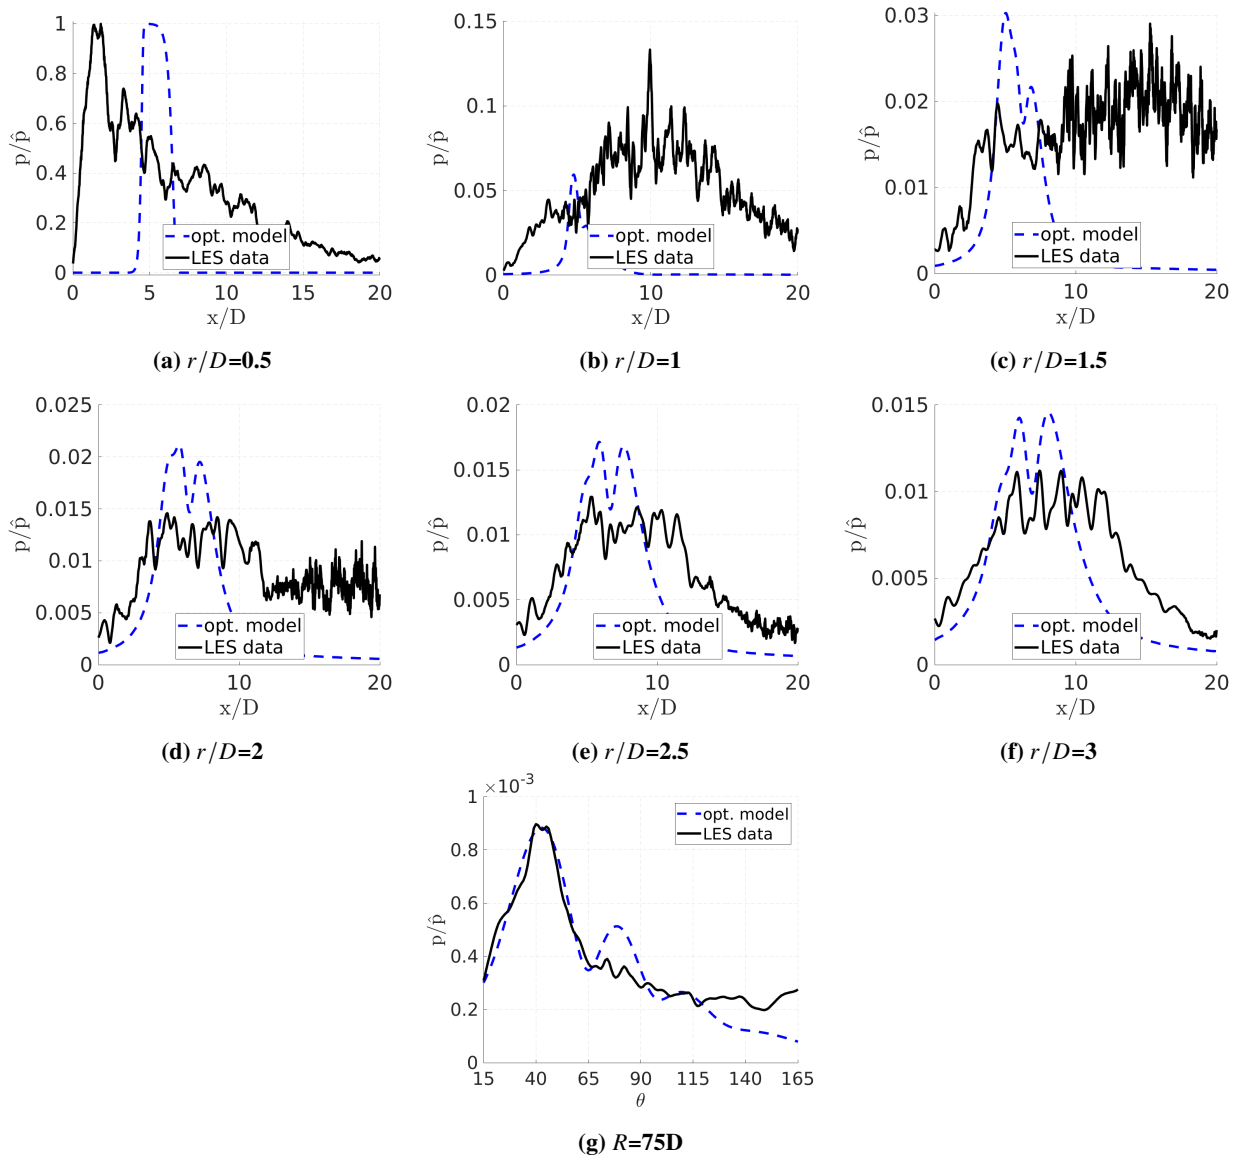 1
0.8
0.6
0.4
0.2
0
p/p̂
0 5 10 15 20
x/D
opt. model
LES data
(a) r/D=0.5
0.15
0.1
0.05
0
p/p̂
0 10 20
x/D
opt. model
LES data
(b) r/D=1
0.03
0.02
0.01
0
p/p̂
0 10 20
x/D
opt. model
LES data
(c) r/D=1.5
0.025
0.02
0.015
0.01
0.005
0
p/p̂
0 10 20
x/D
opt. model
LES data
(d) r/D=2
0.02
0.015
0.01
0.005
0
p/p̂
0 10 20
x/D
opt. model
LES data
(e) r/D=2.5
0.015
0.01
0.005
0
p/p̂
0 10 20
x/D
opt. model
LES data
(f) r/D=3
×10⁻³
1
0.8
0.6
0.4
0.2
0
p/p̂
15 40 65 90 115 140 165
θ
opt. model
LES data
(g) R=75D